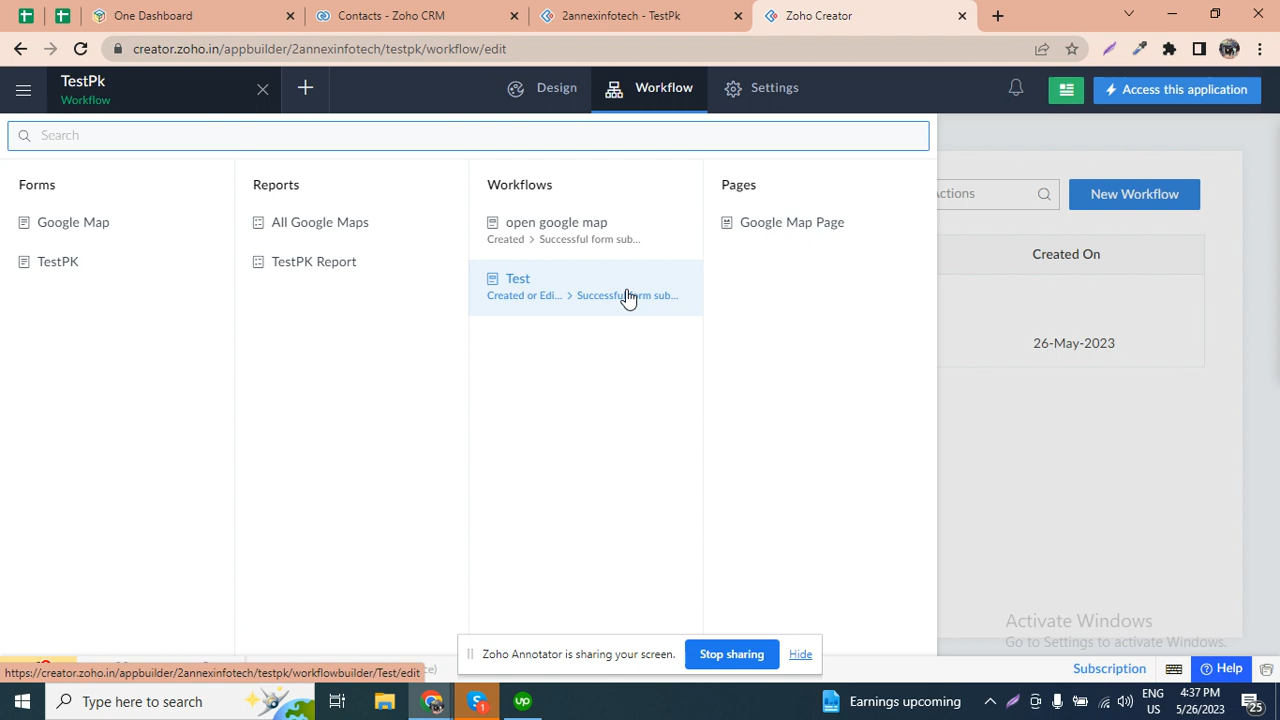 One Dashboard
Contacts - Zoho CRM
2annexinfotech - TestPk
Zoho Creator
creator.zoho.in/appbuilder/2annexinfotech/testpk/workflow/edit
TestPk
Workflow
Design
Workflow
Settings
Access this application
Search
Forms
Reports
Workflows
Pages
ctions
New Workflow
Google Map
All Google Maps
open google map
Created > Successful form sub...
Google Map Page
TestPK
TestPK Report
Test
Created or Edi... > Successful form sub...
Created On
26-May-2023
Activate Windows
Go to Settings to activate Windows.
Zoho Annotator is sharing your screen.
Stop sharing
Hide
https://creator.zoho.in/appbuilder/2annexinfotech/testpk/workflowbuilder/Test/edit
Subscription
Help
Type here to search
Earnings upcoming
ENG
US
4:37 PM
5/26/2023
25